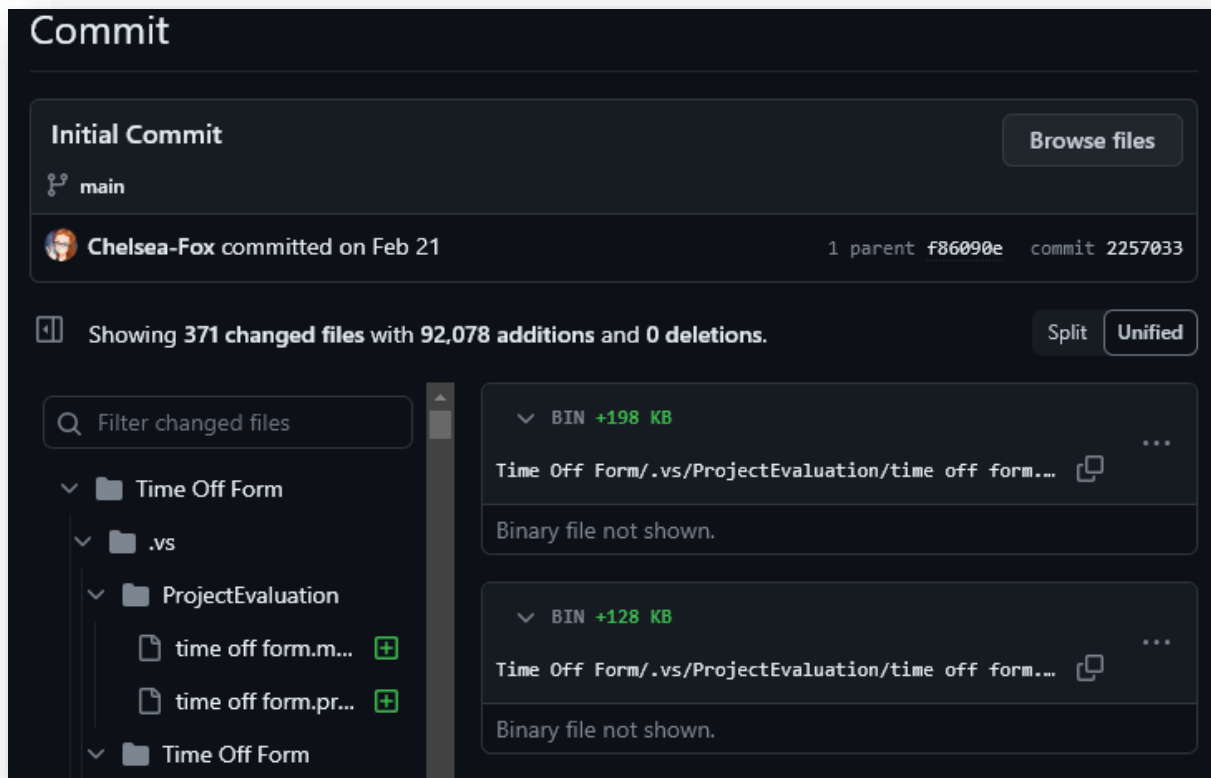 Commit
Initial Commit
Browse files
main
Chelsea-Fox committed on Feb 21
1 parent f86090e commit 2257033
Showing 371 changed files with 92,078 additions and 0 deletions.
Split
Unified
Filter changed files
Time Off Form
.vs
ProjectEvaluation
time off form.m...
time off form.pr...
Time Off Form
BIN +198 KB
Time Off Form/.vs/ProjectEvaluation/time off form.…
Binary file not shown.
BIN +128 KB
Time Off Form/.vs/ProjectEvaluation/time off form.…
Binary file not shown.